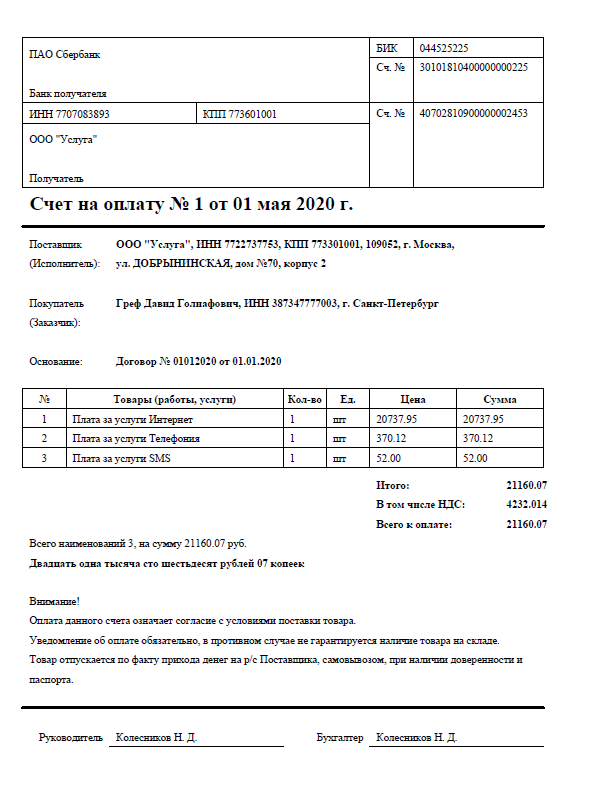 ПАО Сбербанк
БИК 044525225
Сч. № 30101810400000000225
Банк получателя
ИНН 7707083893 КПП 773601001 Сч. № 40702810900000002453
ООО "Услуга"
Получатель
Счет на оплату № 1 от 01 мая 2020 г.
Поставщик ООО "Услуга", ИНН 7722737753, КПП 773301001, 109052, г. Москва,
(Исполнитель): ул. ДОБРЫНИНСКАЯ, дом №70, корпус 2
Покупатель Греф Давид Голиафович, ИНН 387347777003, г. Санкт-Петербург
(Заказчик):
Основание: Договор № 01012020 от 01.01.2020
№ Товары (работы, услуги) Кол-во Ед. Цена Сумма
1 Плата за услуги Интернет 1 шт 20737.95 20737.95
2 Плата за услуги Телефония 1 шт 370.12 370.12
3 Плата за услуги SMS 1 шт 52.00 52.00
Итого: 21160.07
В том числе НДС: 4232.014
Всего к оплате: 21160.07
Всего наименований 3, на сумму 21160.07 руб.
Двадцать одна тысяча сто шестьдесят рублей 07 копеек
Внимание!
Оплата данного счета означает согласие с условиями поставки товара.
Уведомление об оплате обязательно, в противном случае не гарантируется наличие товара на складе.
Товар отпускается по факту прихода денег на р/с Поставщика, самовывозом, при наличии доверенности и
паспорта.
Руководитель Колесников Н. Д. Бухгалтер Колесников Н. Д.